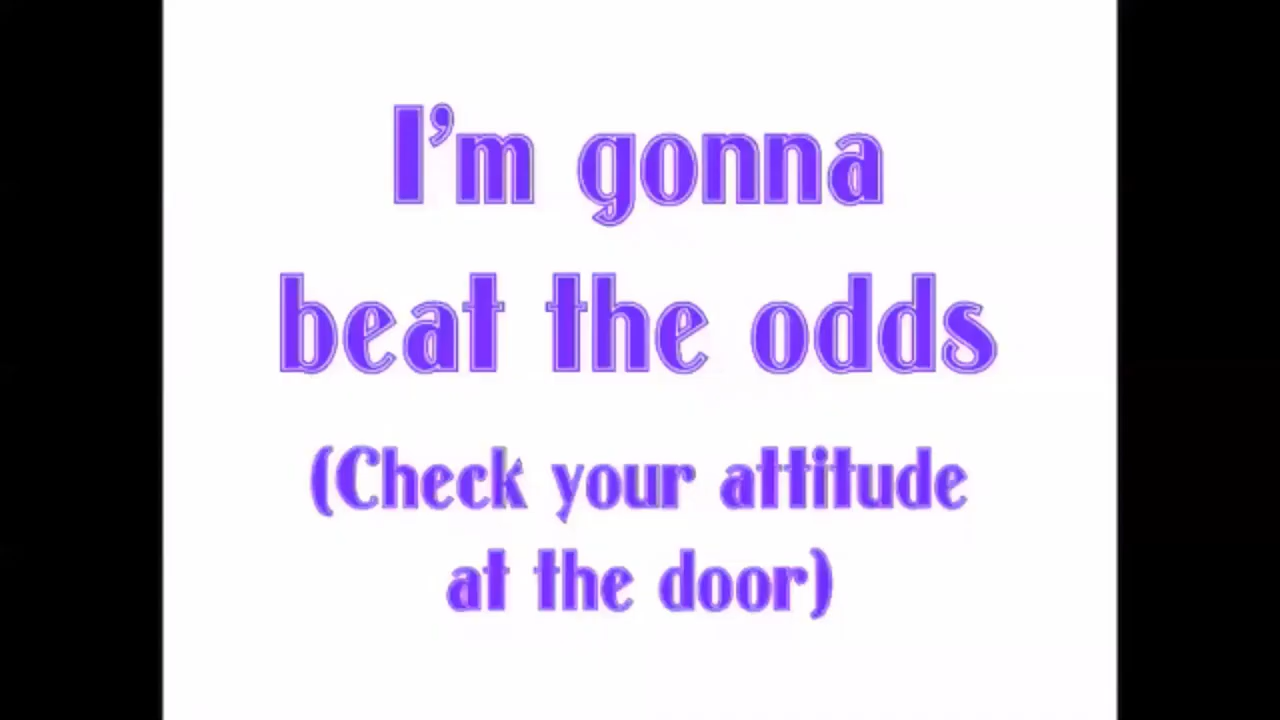 I'm gonna
beat the odds
(Check your attitude
at the door)